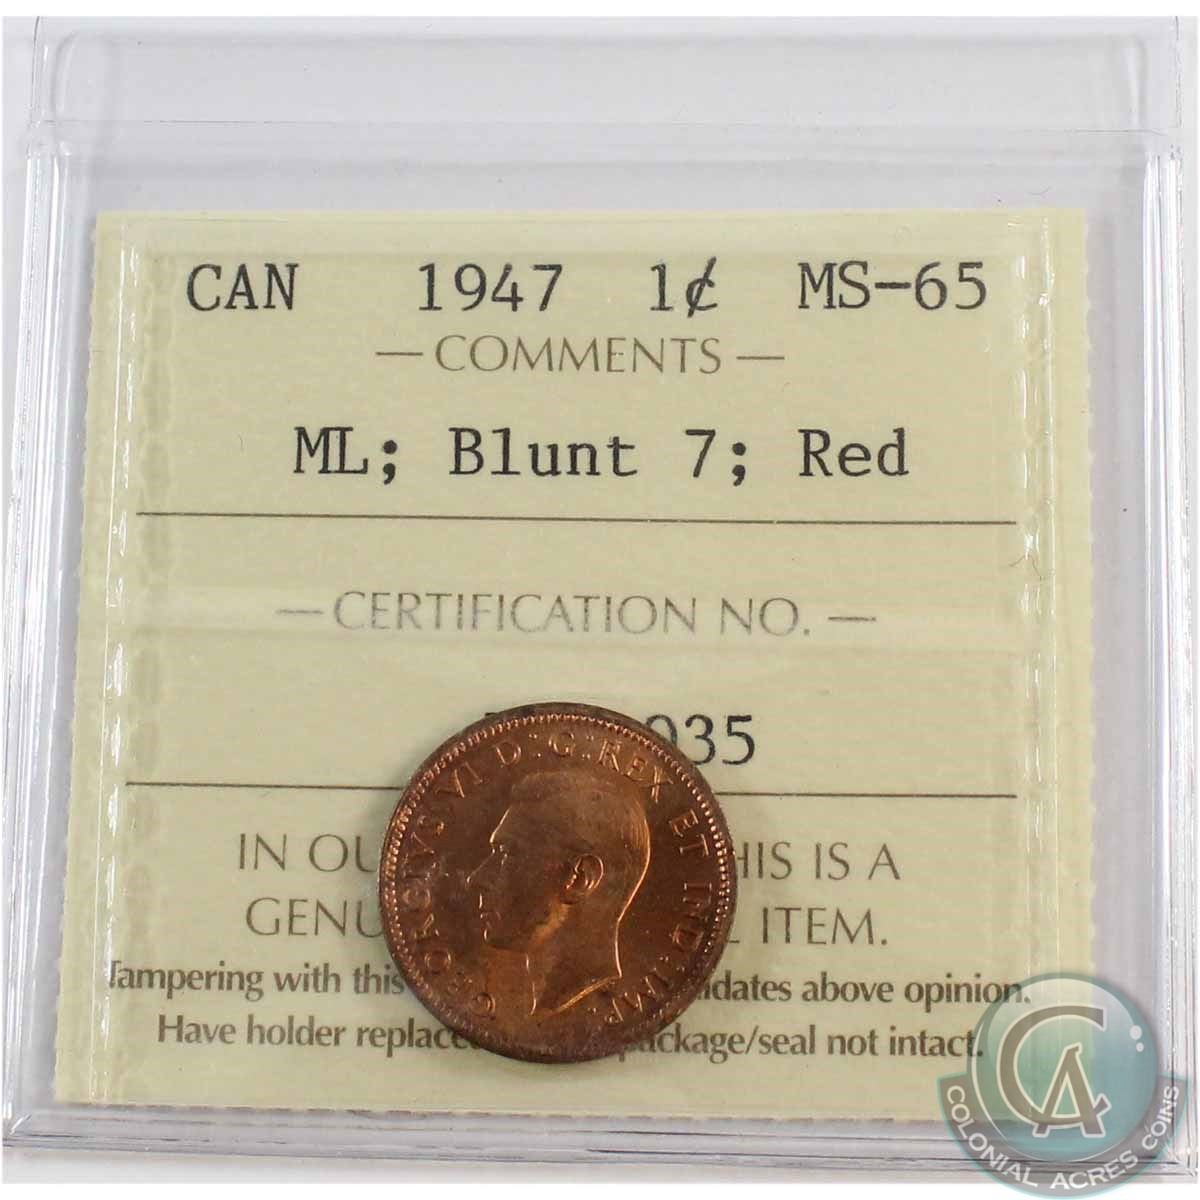 CAN 1947 1¢ MS-65
— COMMENTS —
ML; Blunt 7; Red
— CERTIFICATION NO. —
935
GEORGIVS VI D:G:REX ET IND:IMP.
IN OU HIS IS A
GENU L ITEM.
Tampering with this idates above opinion.
Have holder replace package/seal not intact.
CA
COLONIAL ACRES COINS